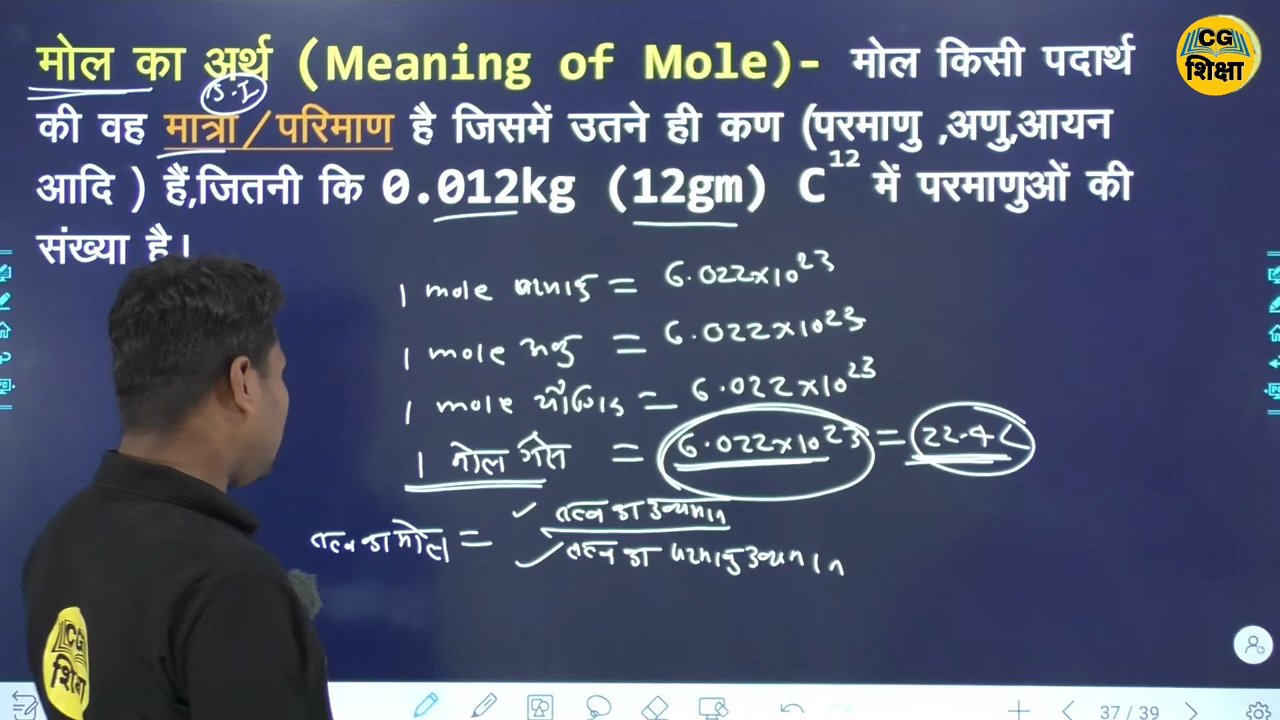 मोल का अर्थ (Meaning of Mole)- मोल किसी पदार्थ
S.I
की वह मात्रा/परिमाण है जिसमें उतने ही कण (परमाणु ,अणु,आयन
आदि ) हैं,जितनी कि 0.012kg (12gm) C¹² में परमाणुओं की
संख्या है।
1 mole परमाणु = 6.022×10²³
1 mole अणु = 6.022×10²³
1 mole यौगिक = 6.022×10²³
1 मोल गैस = 6.022×10²³ = 22.4L
तत्व का मोल = तत्व का द्रव्यमान
तत्व का परमाणु द्रव्यमान
CG
शिक्षा
CG
शिक्षा
37 / 39